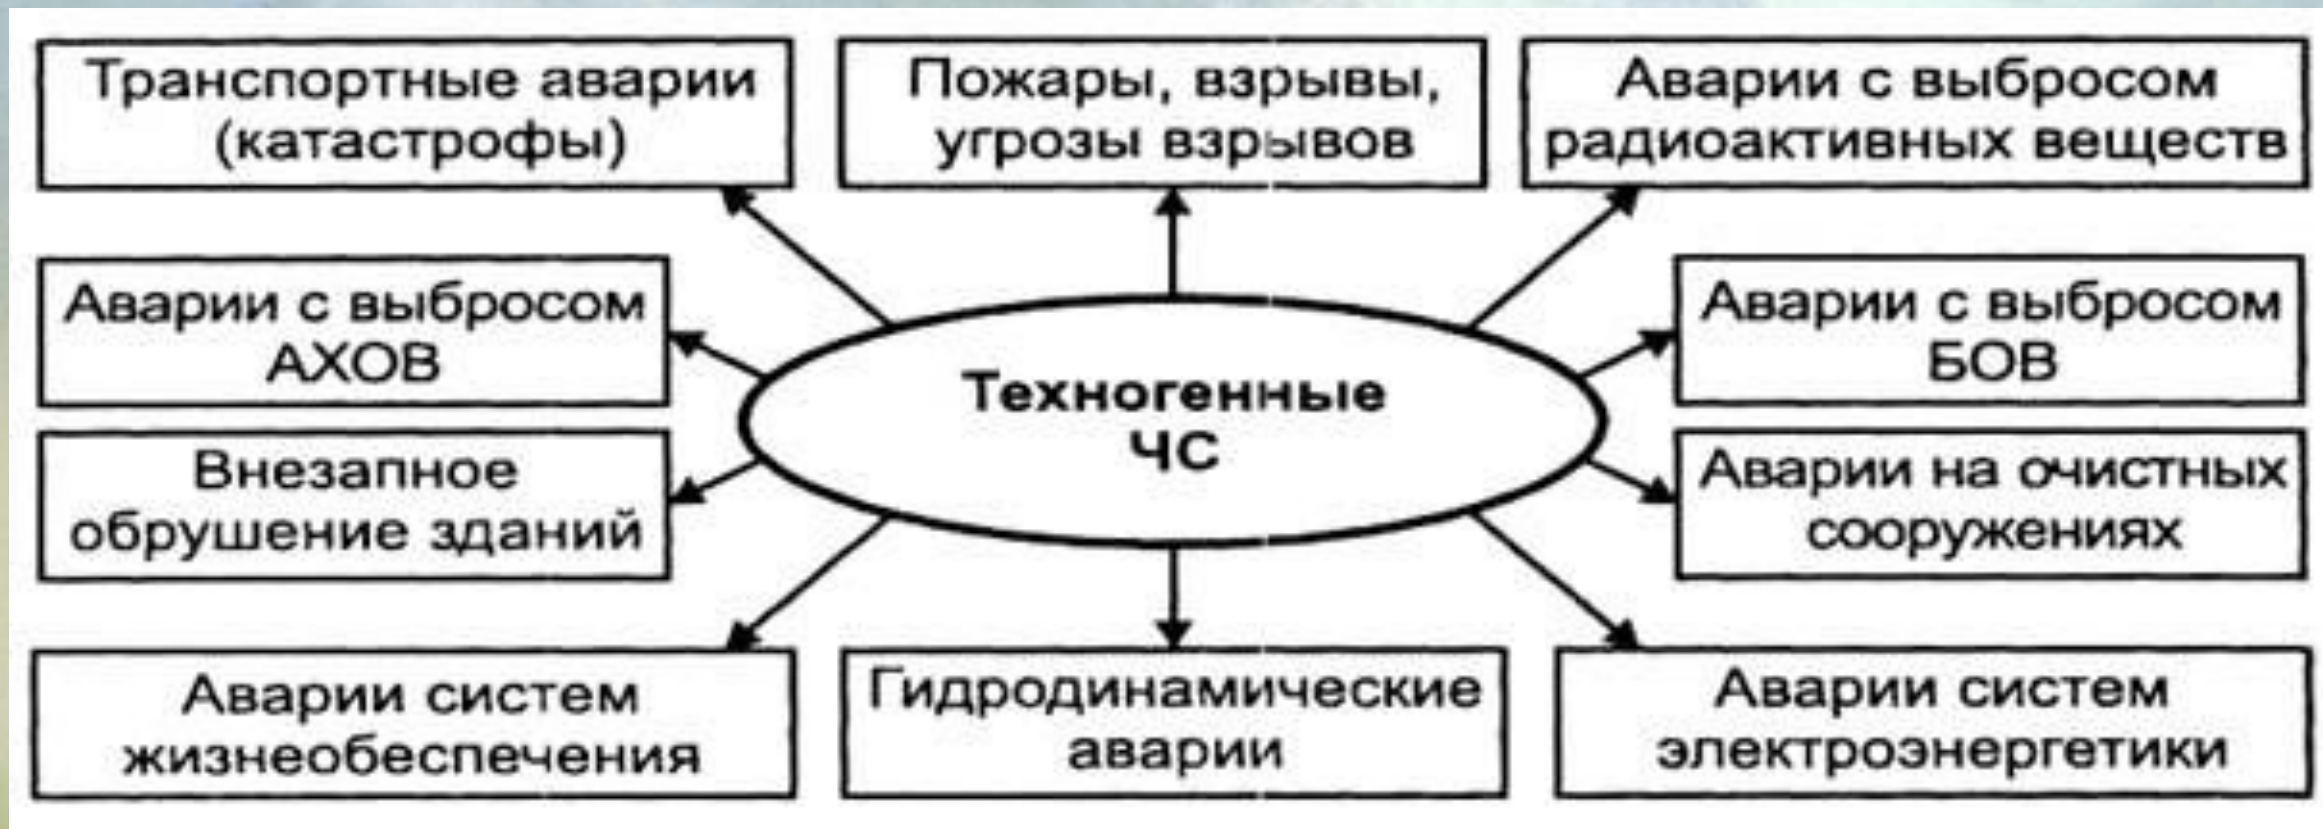 Транспортные аварии
(катастрофы)
Пожары, взрывы,
угрозы взрывов
Аварии с выбросом
радиоактивных веществ
Аварии с выбросом
АХОВ
Аварии с выбросом
БОВ
Техногенные
ЧС
Внезапное
обрушение зданий
Аварии на очистных
сооружениях
Аварии систем
жизнеобеспечения
Гидродинамические
аварии
Аварии систем
электроэнергетики